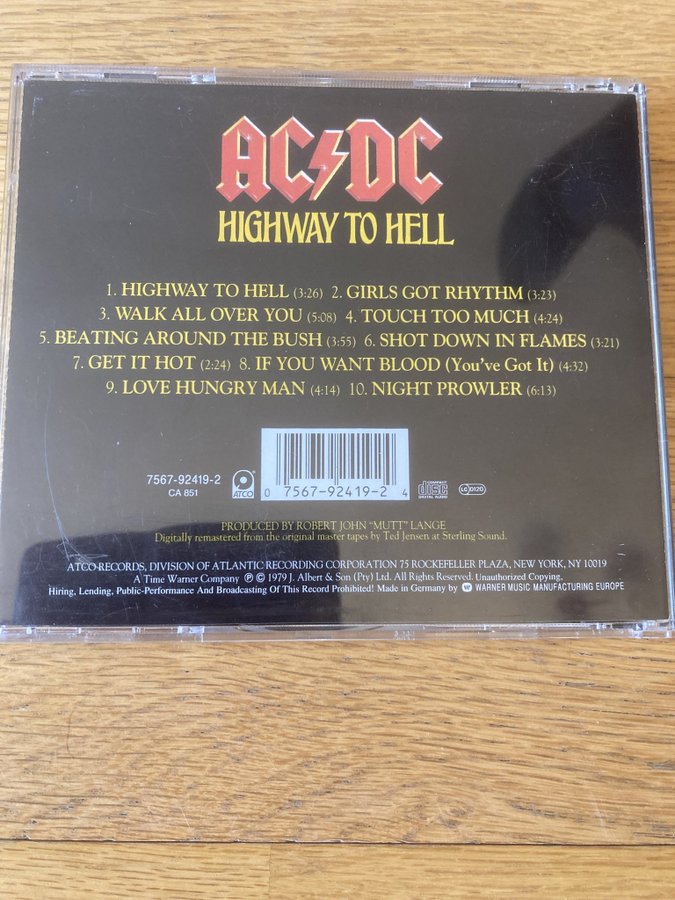 AC⚡DC
HIGHWAY TO HELL
1. HIGHWAY TO HELL (3:26) 2. GIRLS GOT RHYTHM (3:23)
3. WALK ALL OVER YOU (5:08) 4. TOUCH TOO MUCH (4:24)
5. BEATING AROUND THE BUSH (3:55) 6. SHOT DOWN IN FLAMES (3:21)
7. GET IT HOT (2:24) 8. IF YOU WANT BLOOD (You've Got It) (4:32)
9. LOVE HUNGRY MAN (4:14) 10. NIGHT PROWLER (6:13)
7567-92419-2
CA 851
ATCO
0 7567-92419-2 4
COMPACT disc DIGITAL AUDIO
LC 0120
PRODUCED BY ROBERT JOHN "MUTT" LANGE
Digitally remastered from the original master tapes by Ted Jensen at Sterling Sound.
ATCO RECORDS, DIVISION OF ATLANTIC RECORDING CORPORATION 75 ROCKEFELLER PLAZA, NEW YORK, NY 10019
A Time Warner Company ℗ © 1979 J. Albert & Son (Pty) Ltd. All Rights Reserved. Unauthorized Copying,
Hiring, Lending, Public-Performance And Broadcasting Of This Record Prohibited! Made in Germany by WARNER MUSIC MANUFACTURING EUROPE